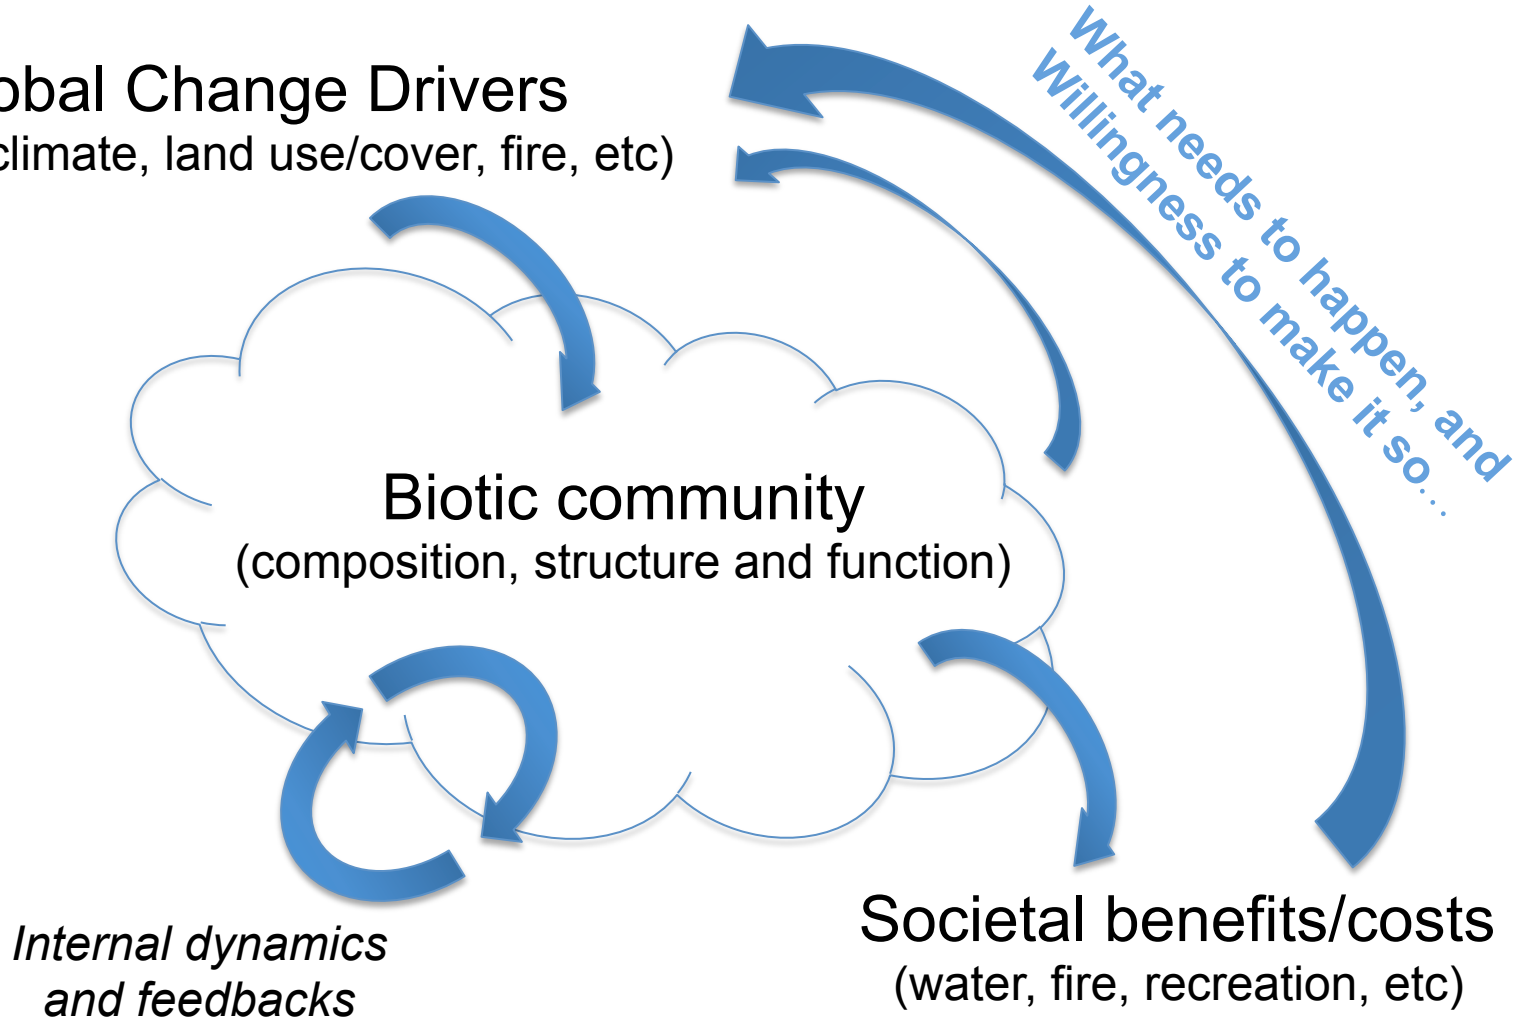 obal Change Drivers
climate, land use/cover, fire, etc)
What needs to happen, and
Willingness to make it so…
Biotic community
(composition, structure and function)
Internal dynamics
and feedbacks
Societal benefits/costs
(water, fire, recreation, etc)